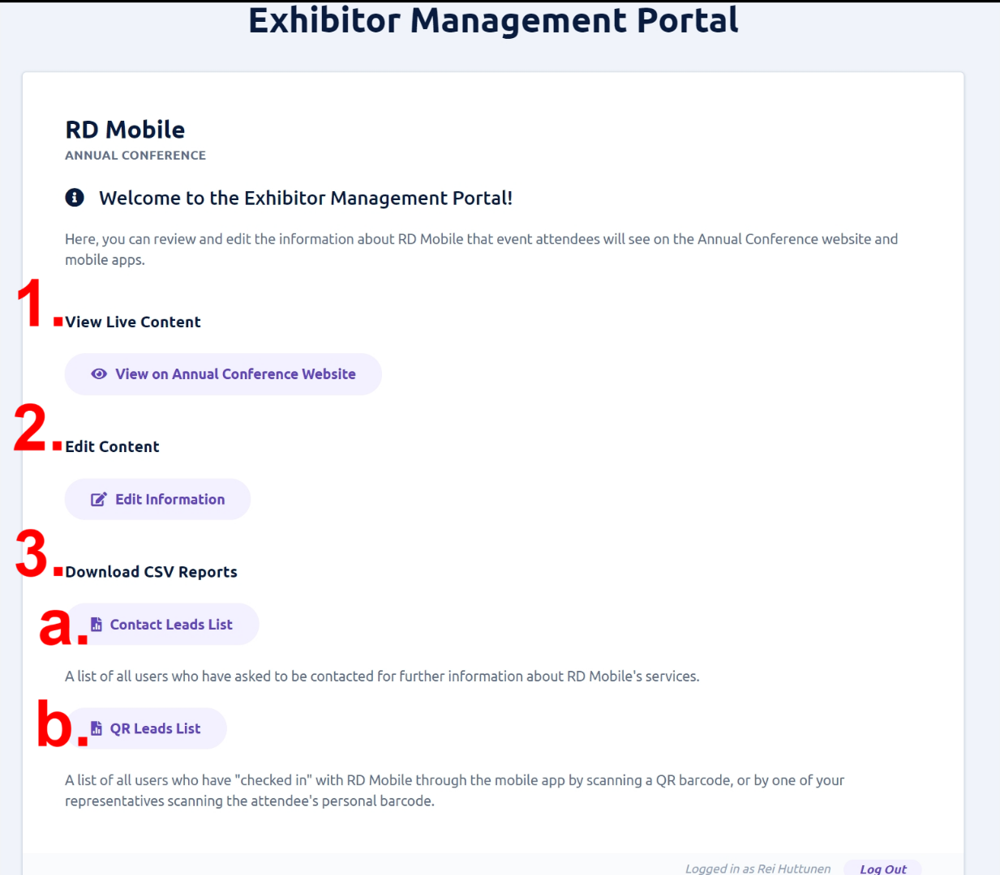 Exhibitor Management Portal
RD Mobile
ANNUAL CONFERENCE
Welcome to the Exhibitor Management Portal!
Here, you can review and edit the information about RD Mobile that event attendees will see on the Annual Conference website and
mobile apps.
1. View Live Content
View on Annual Conference Website
2. Edit Content
Edit Information
3. Download CSV Reports
a. Contact Leads List
A list of all users who have asked to be contacted for further information about RD Mobile's services.
b. QR Leads List
A list of all users who have "checked in" with RD Mobile through the mobile app by scanning a QR barcode, or by one of your
representatives scanning the attendee's personal barcode.
Logged in as Rei Huttunen Log Out